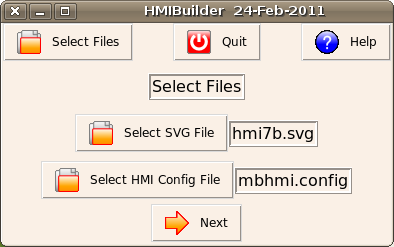 HMIBuilder 24-Feb-2011
Select Files Quit Help
Select Files
Select SVG File hmi7b.svg
Select HMI Config File mbhmi.config
Next